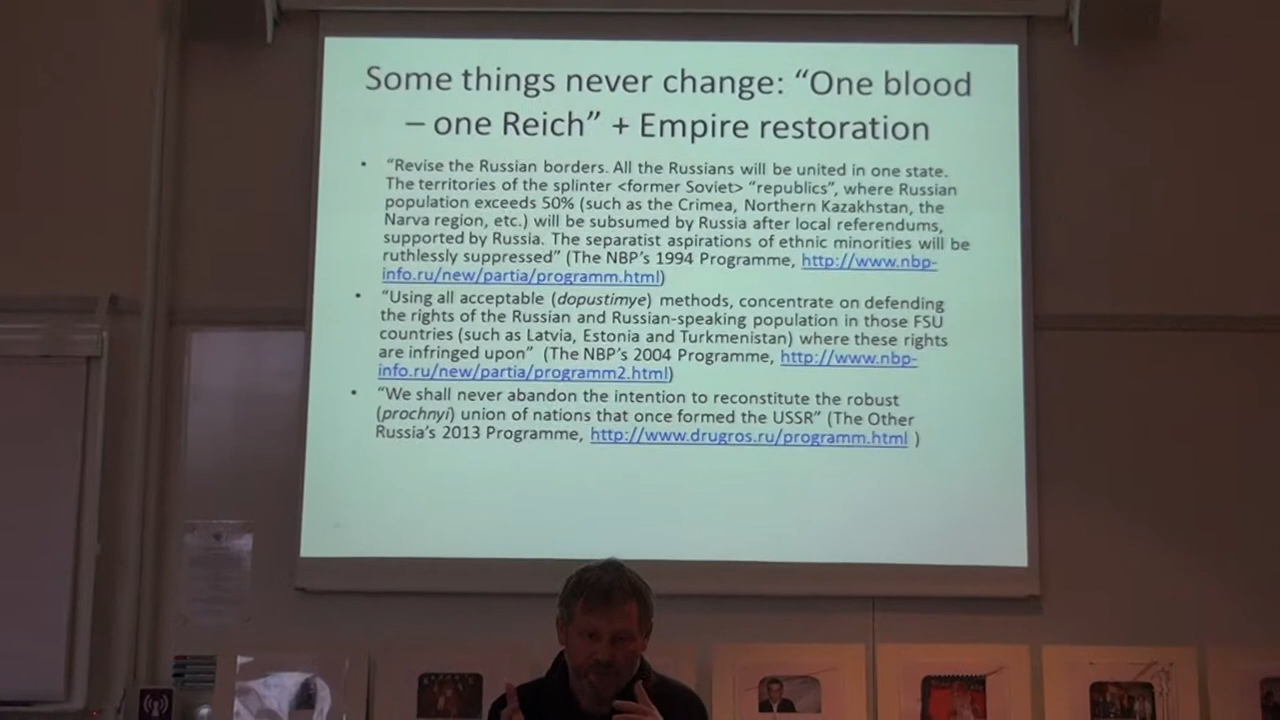 Some things never change: “One blood
– one Reich” + Empire restoration
• “Revise the Russian borders. All the Russians will be united in one state.
The territories of the splinter <former Soviet> “republics”, where Russian
population exceeds 50% (such as the Crimea, Northern Kazakhstan, the
Narva region, etc.) will be subsumed by Russia after local referendums,
supported by Russia. The separatist aspirations of ethnic minorities will be
ruthlessly suppressed” (The NBP’s 1994 Programme, http://www.nbp-
info.ru/new/partia/programm.html)
• “Using all acceptable (dopustimye) methods, concentrate on defending
the rights of the Russian and Russian-speaking population in those FSU
countries (such as Latvia, Estonia and Turkmenistan) where these rights
are infringed upon” (The NBP’s 2004 Programme, http://www.nbp-
info.ru/new/partia/programm2.html)
• “We shall never abandon the intention to reconstitute the robust
(prochnyi) union of nations that once formed the USSR” (The Other
Russia’s 2013 Programme, http://www.drugros.ru/programm.html )